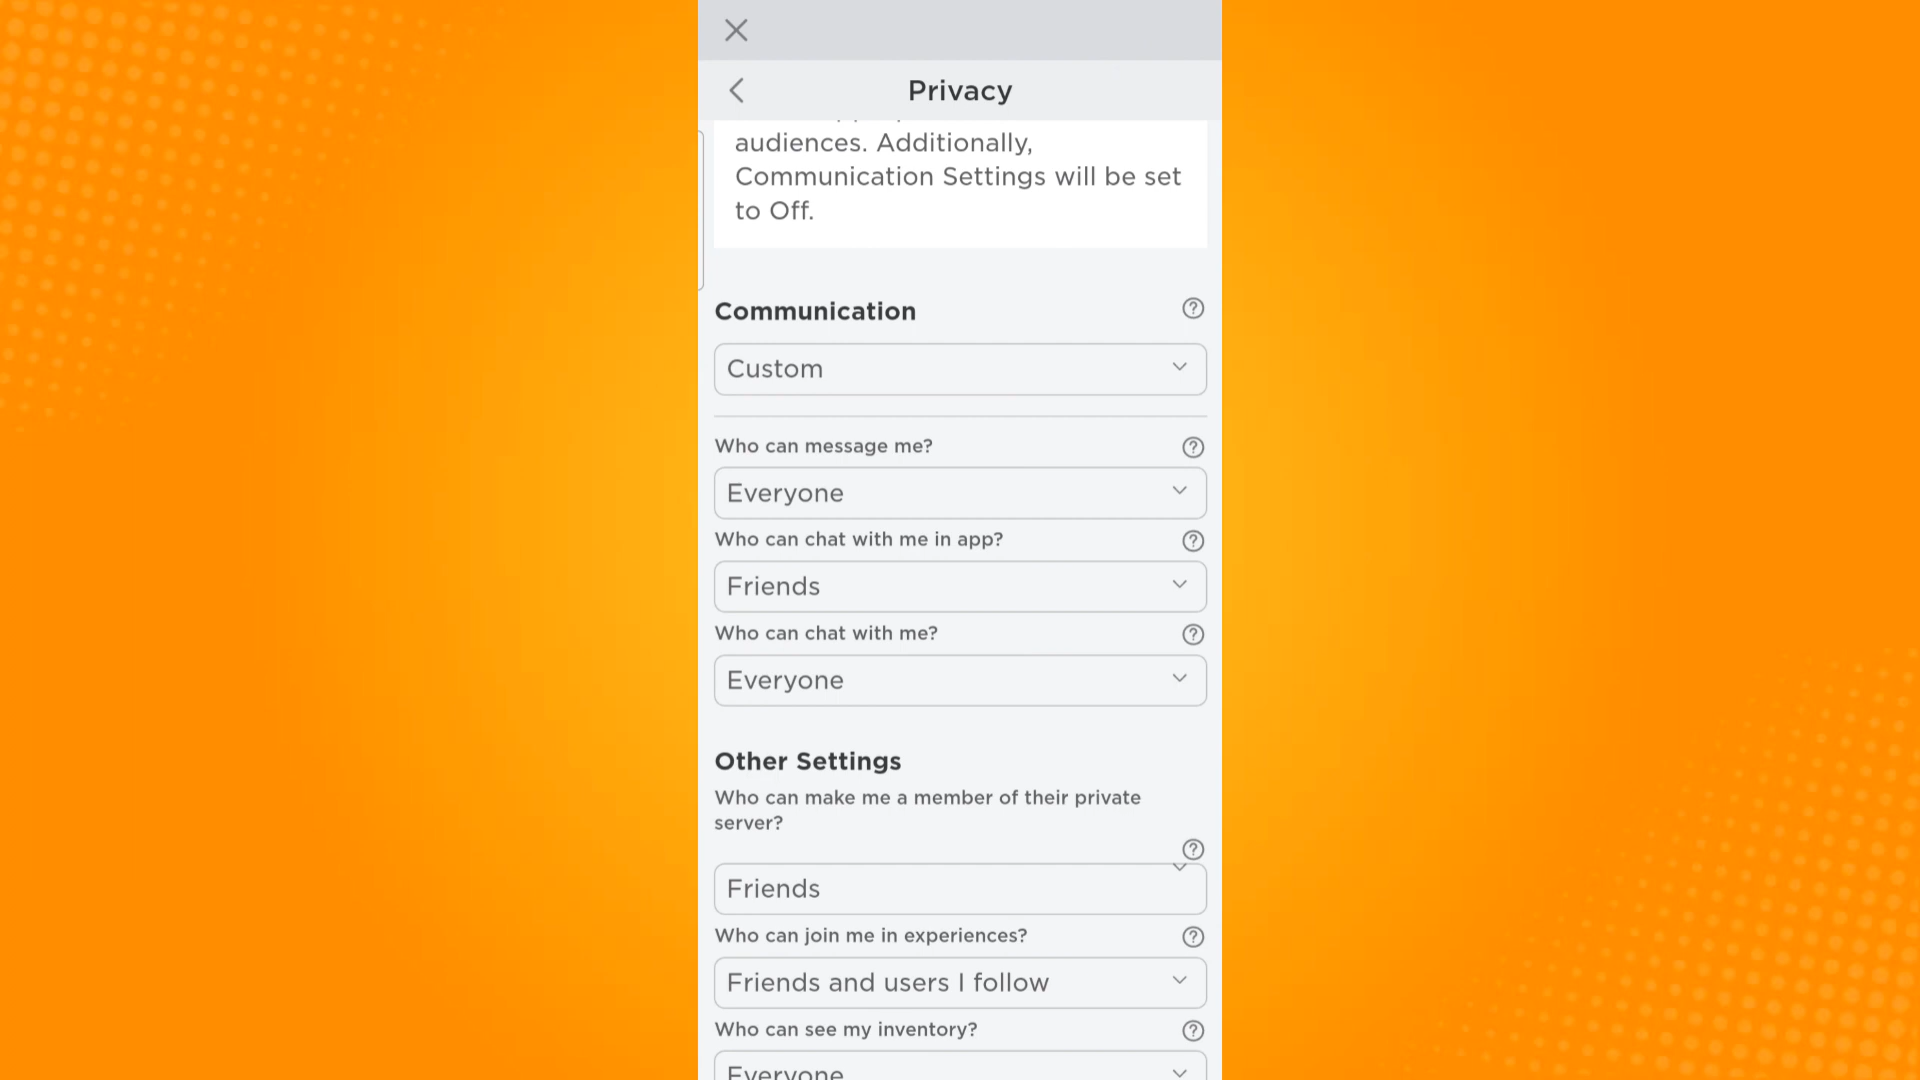 Privacy
audiences. Additionally,
Communication Settings will be set
to Off.
Communication
Custom
Who can message me?
Everyone
Who can chat with me in app?
Friends
Who can chat with me?
Everyone
Other Settings
Who can make me a member of their private
server?
Friends
Who can join me in experiences?
Friends and users I follow
Who can see my inventory?
Everyone